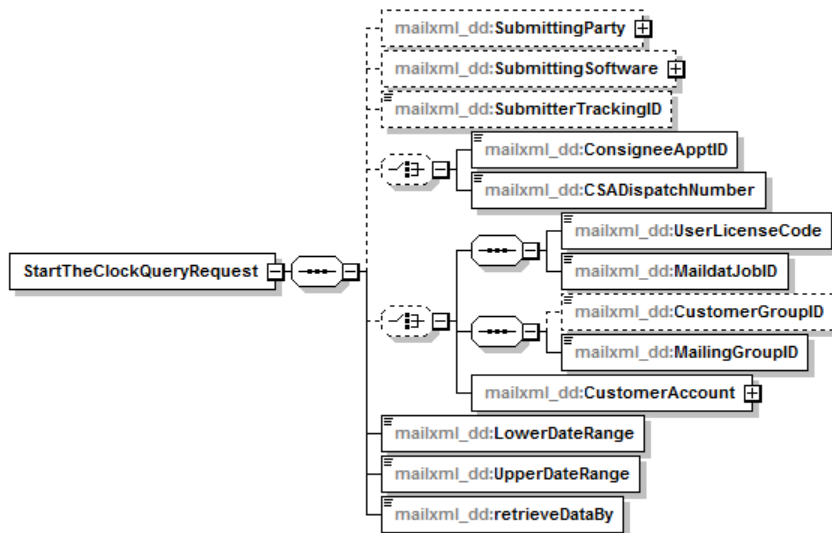 mailxml_dd:SubmittingParty
mailxml_dd:SubmittingSoftware
mailxml_dd:SubmitterTrackingID
mailxml_dd:ConsigneeApptID
mailxml_dd:CSADispatchNumber
mailxml_dd:UserLicenseCode
StartTheClockQueryRequest
mailxml_dd:MaildatJobID
mailxml_dd:CustomerGroupID
mailxml_dd:MailingGroupID
mailxml_dd:CustomerAccount
mailxml_dd:LowerDateRange
mailxml_dd:UpperDateRange
mailxml_dd:retrieveDataBy